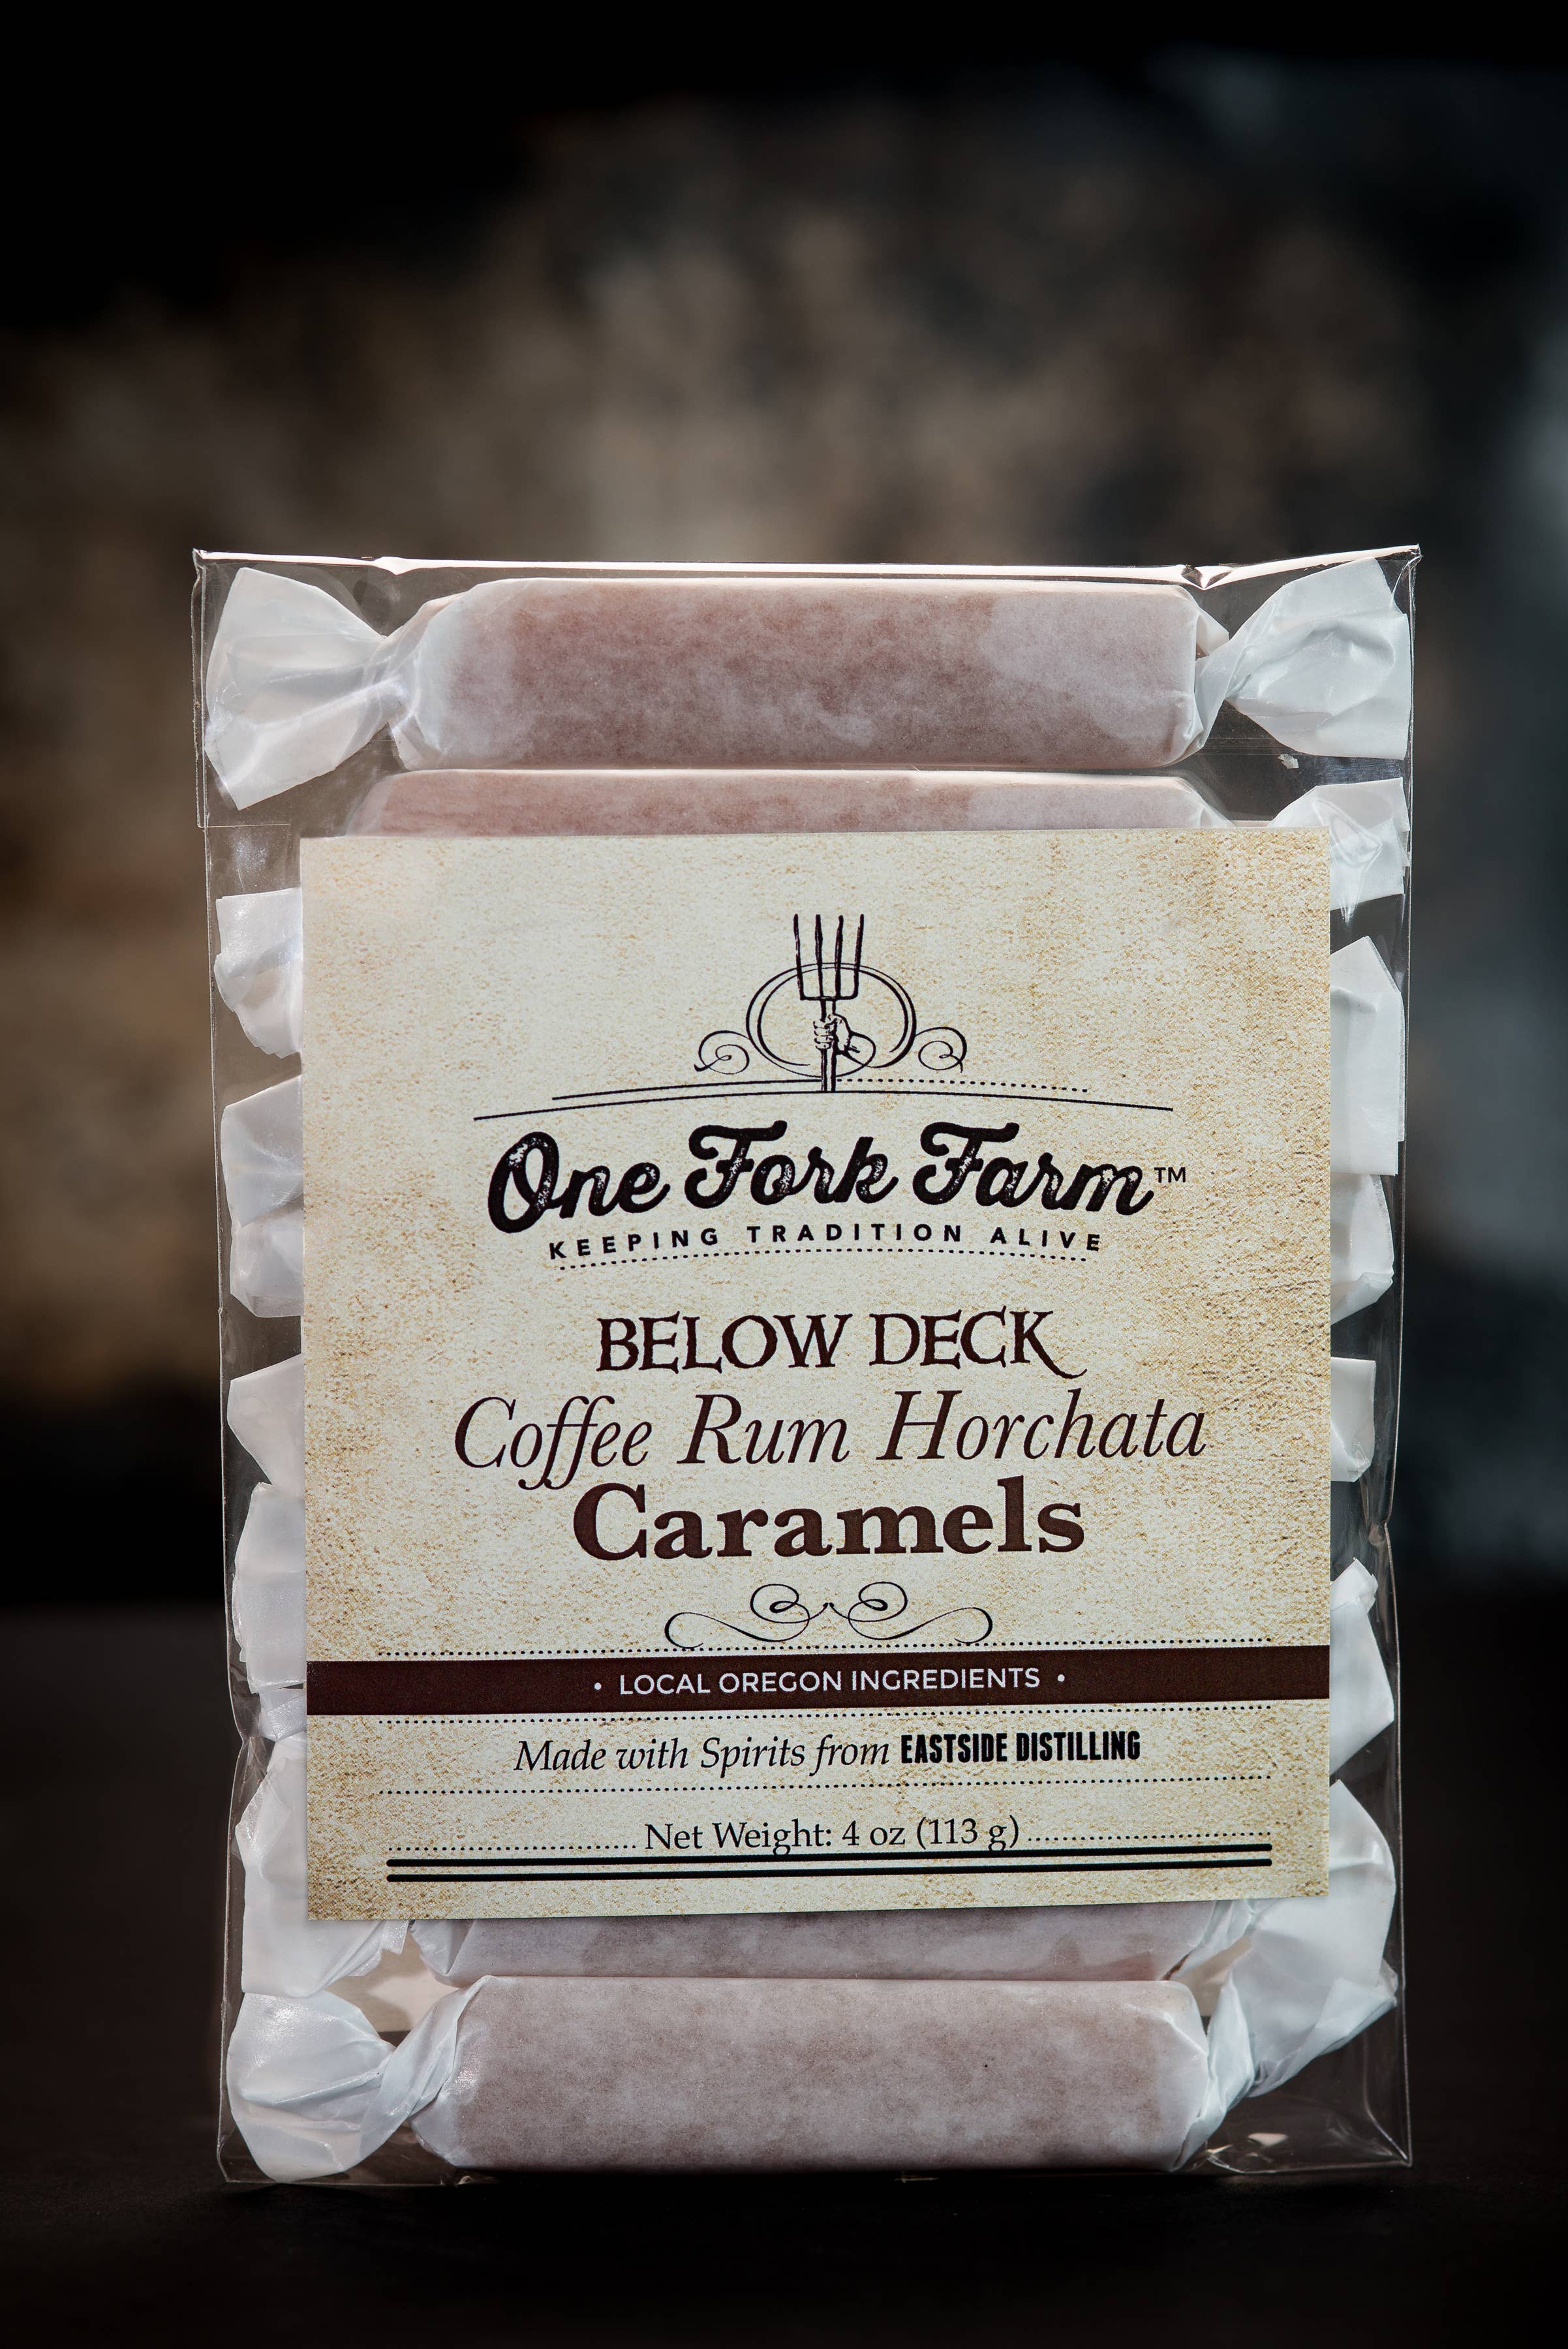 One Fork Farm™
KEEPING TRADITION ALIVE
BELOW DECK
Coffee Rum Horchata
Caramels
• LOCAL OREGON INGREDIENTS •
Made with Spirits from EASTSIDE DISTILLING
Net Weight: 4 oz (113 g)